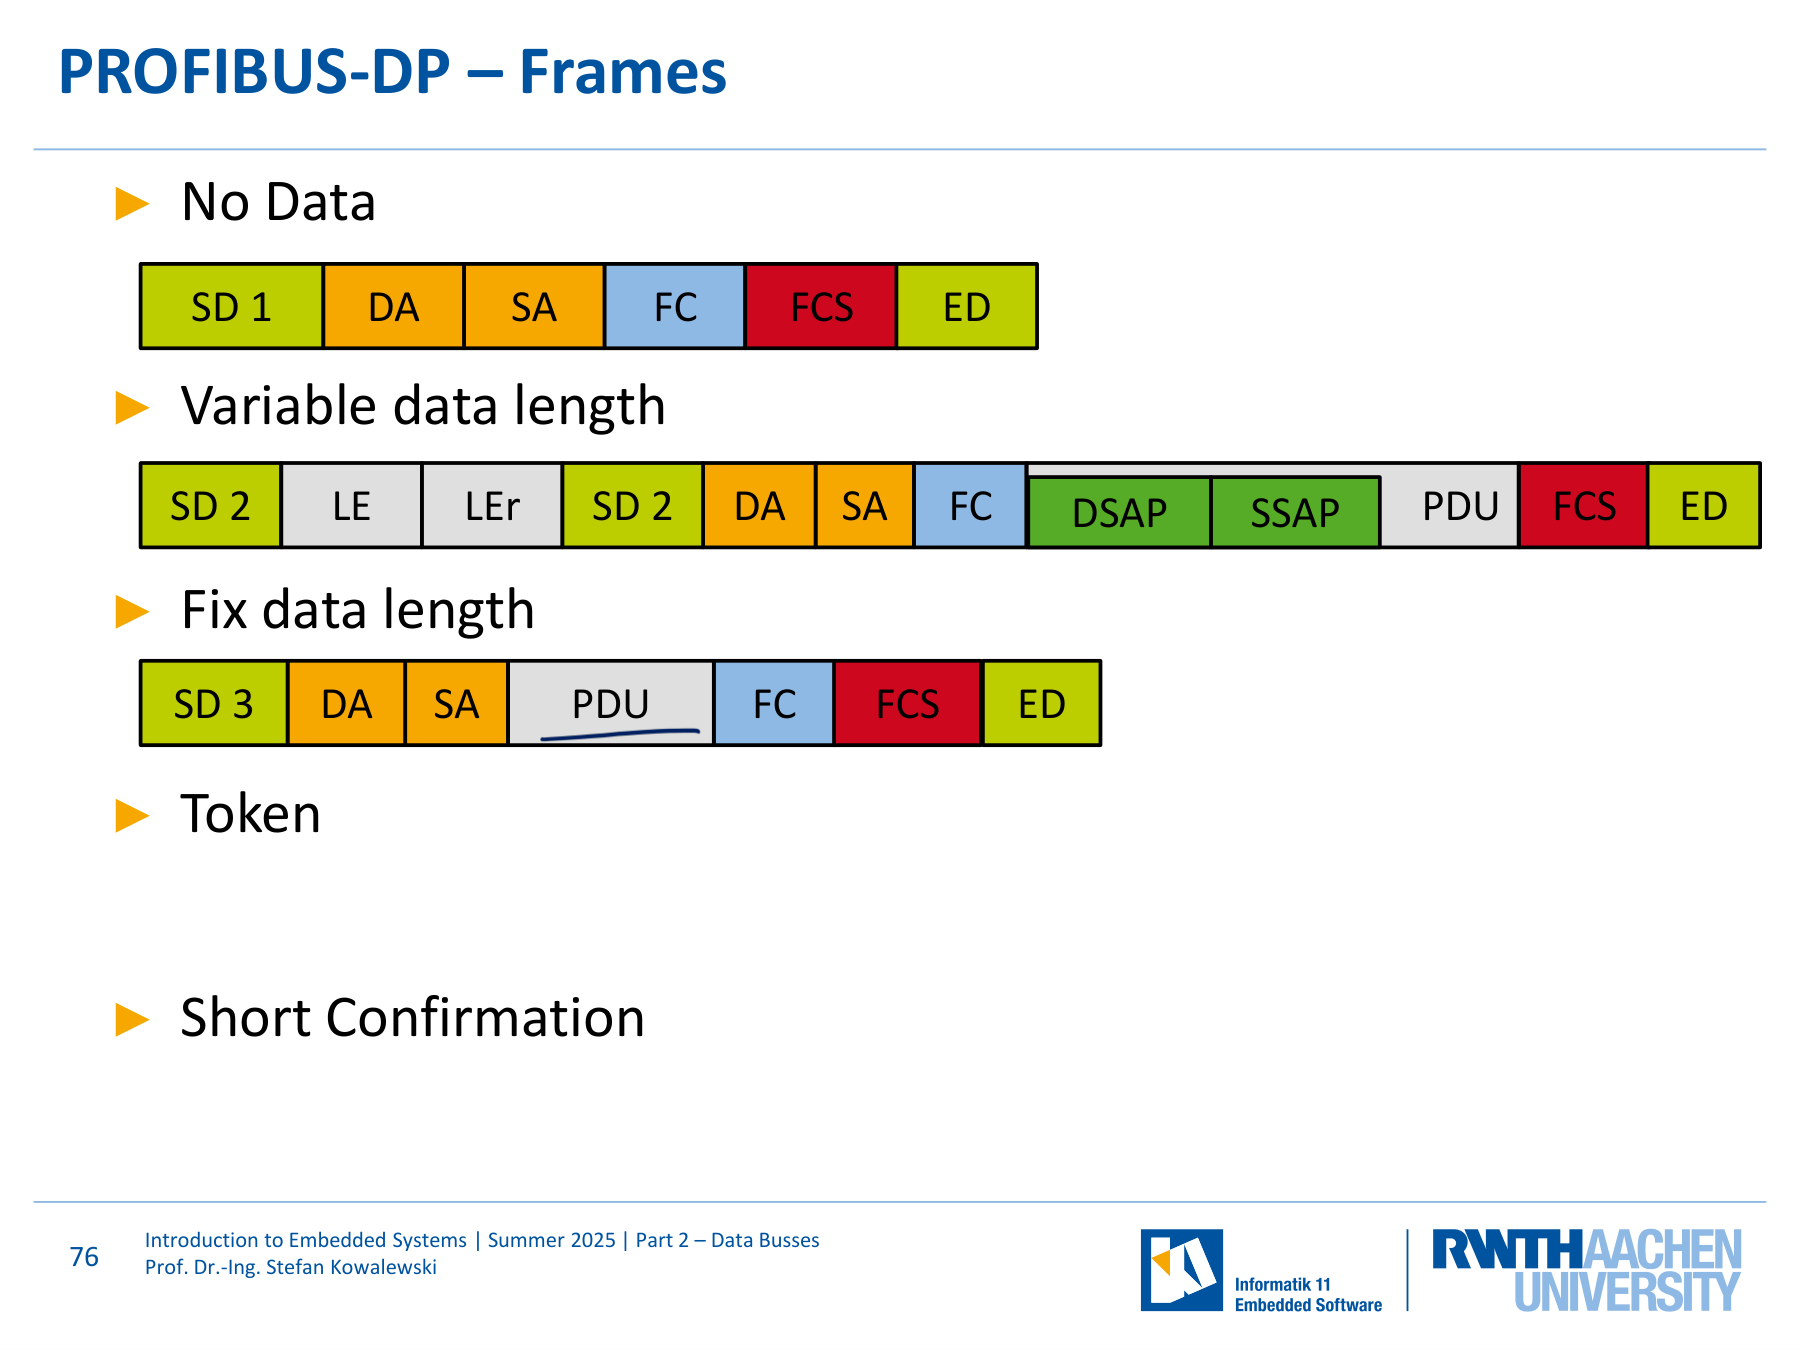 PROFIBUS-DP – Frames
► No Data
SD 1 DA SA FC FCS ED
► Variable data length
SD 2 LE LEr SD 2 DA SA FC DSAP SSAP PDU FCS ED
► Fix data length
SD 3 DA SA PDU FC FCS ED
► Token
► Short Confirmation
76
Introduction to Embedded Systems | Summer 2025 | Part 2 – Data Busses
Prof. Dr.-Ing. Stefan Kowalewski
Informatik 11
Embedded Software
RWTH AACHEN
UNIVERSITY